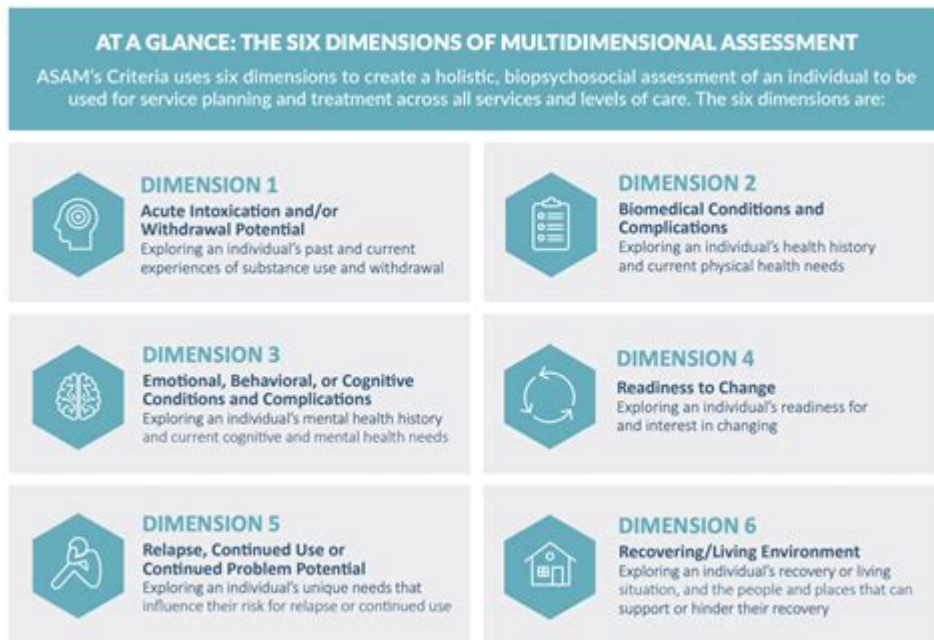 AT A GLANCE: THE SIX DIMENSIONS OF MULTIDIMENSIONAL ASSESSMENT
ASAM's Criteria uses six dimensions to create a holistic, biopsychosocial assessment of an individual to be
used for service planning and treatment across all services and levels of care. The six dimensions are:
DIMENSION 1
Acute Intoxication and/or
Withdrawal Potential
Exploring an individual's past and current
experiences of substance use and withdrawal
DIMENSION 2
Biomedical Conditions and
Complications
Exploring an individual's health history
and current physical health needs
DIMENSION 3
Emotional, Behavioral, or Cognitive
Conditions and Complications
Exploring an individual's mental health history
and current cognitive and mental health needs
DIMENSION 4
Readiness to Change
Exploring an individual's readiness for
and interest in changing
DIMENSION 5
Relapse, Continued Use or
Continued Problem Potential
Exploring an individual's unique needs that
influence their risk for relapse or continued use
DIMENSION 6
Recovering/Living Environment
Exploring an individual's recovery or living
situation, and the people and places that can
support or hinder their recovery